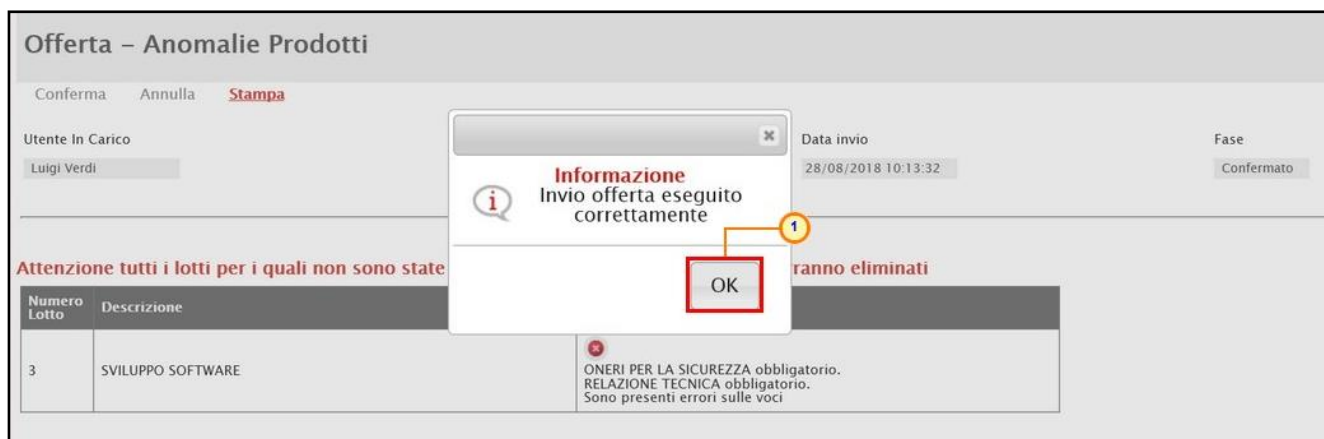 Offerta – Anomalie Prodotti
Conferma Annulla Stampa
Utente In Carico
Luigi Verdi
Data invio
28/08/2018 10:13:32
Fase
Confermato
Informazione
Invio offerta eseguito
correttamente
1
OK
Attenzione tutti i lotti per i quali non sono state
ranno eliminati
Numero
Lotto
Descrizione
3
SVILUPPO SOFTWARE
ONERI PER LA SICUREZZA obbligatorio.
RELAZIONE TECNICA obbligatorio.
Sono presenti errori sulle voci